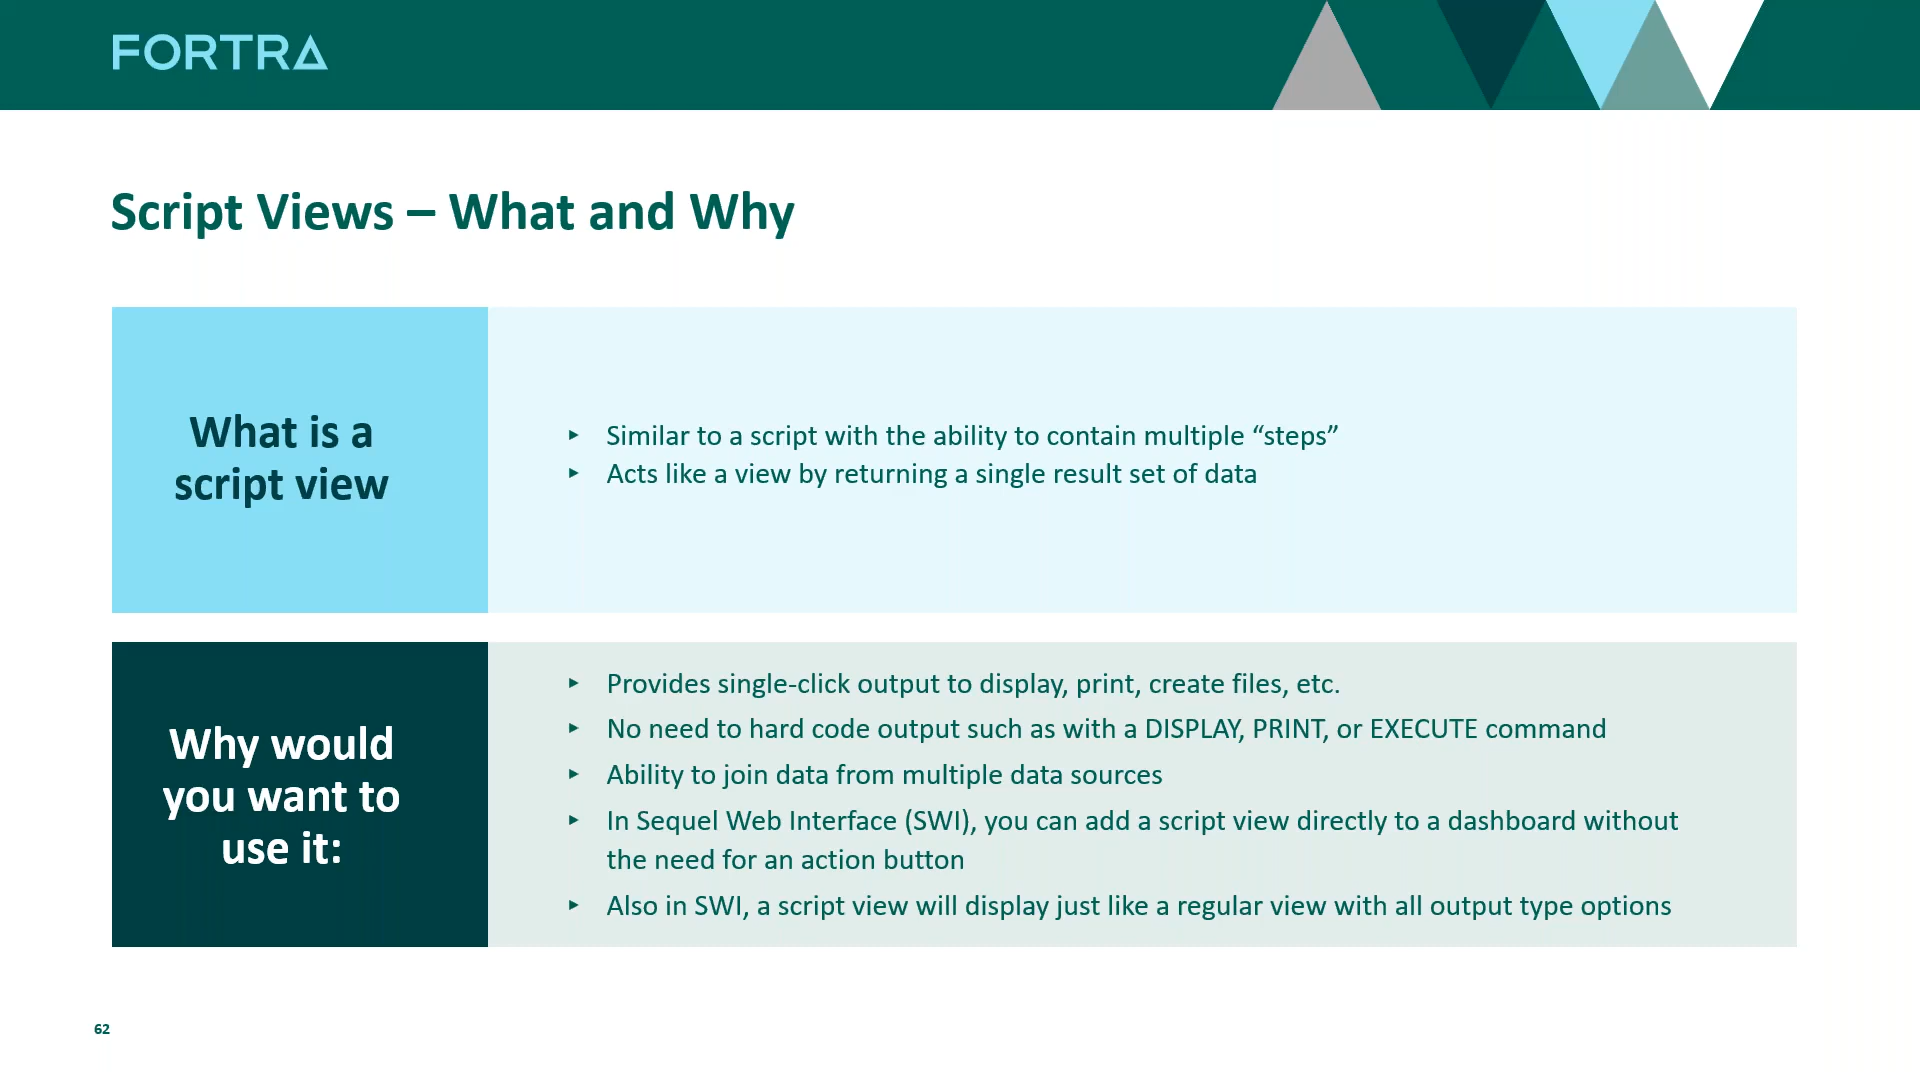 FORTRA
Script Views – What and Why
What is a
script view
‣ Similar to a script with the ability to contain multiple “steps”
‣ Acts like a view by returning a single result set of data
Why would
you want to
use it:
‣ Provides single-click output to display, print, create files, etc.
‣ No need to hard code output such as with a DISPLAY, PRINT, or EXECUTE command
‣ Ability to join data from multiple data sources
‣ In Sequel Web Interface (SWI), you can add a script view directly to a dashboard without
the need for an action button
‣ Also in SWI, a script view will display just like a regular view with all output type options
62